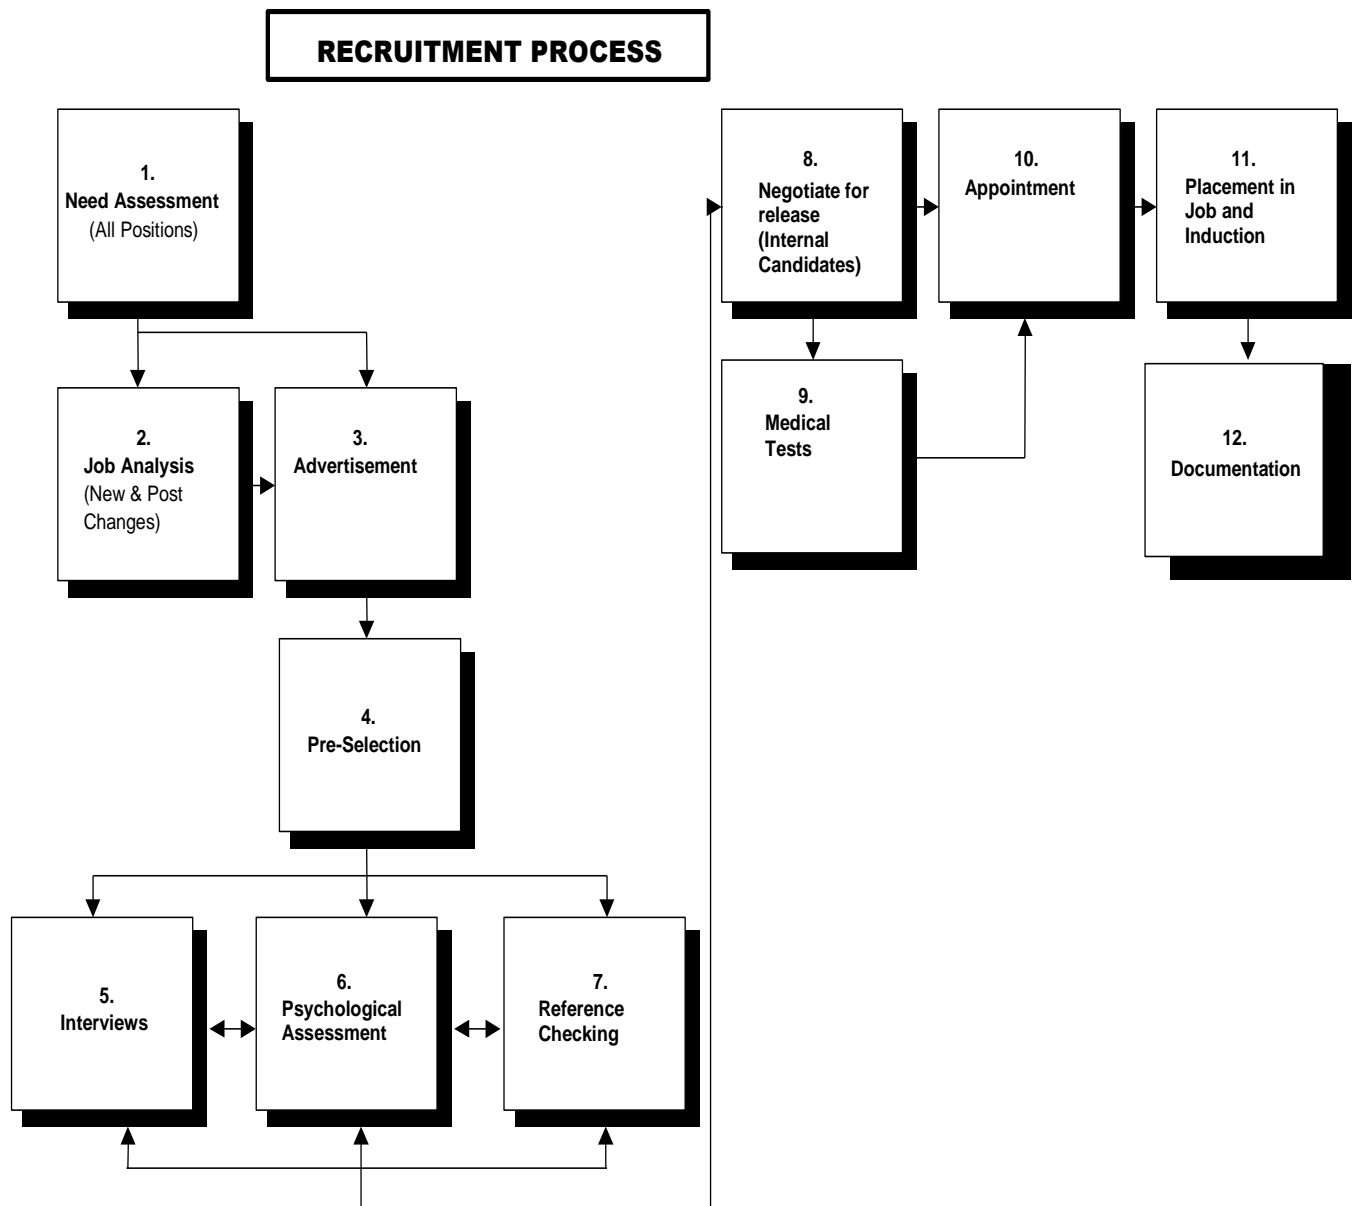 RECRUITMENT PROCESS
1.
Need Assessment
(All Positions)
2.
Job Analysis
(New & Post
Changes)
3.
Advertisement
4.
Pre-Selection
5.
Interviews
6.
Psychological
Assessment
7.
Reference
Checking
8.
Negotiate for
release
(Internal
Candidates)
9.
Medical
Tests
10.
Appointment
11.
Placement in
Job and
Induction
12.
Documentation